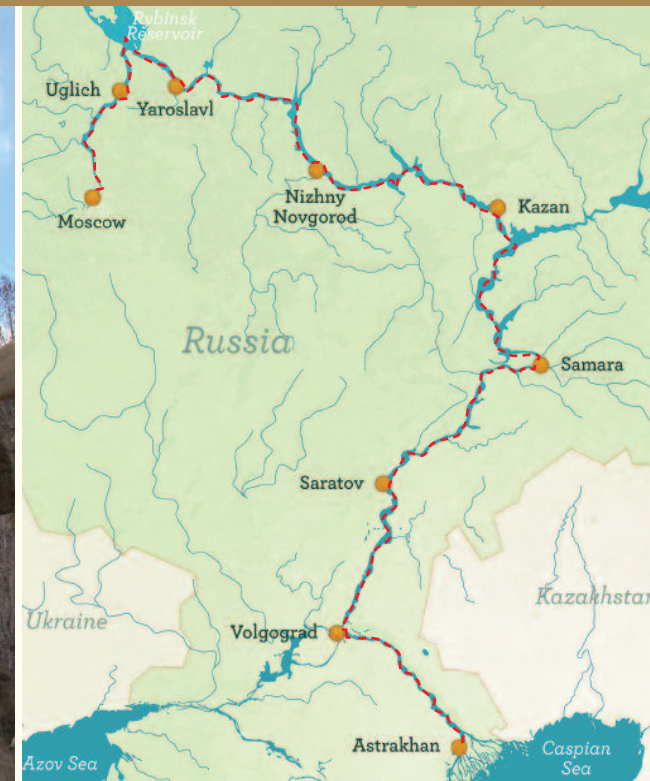 Rybinsk
Reservoir
Uglich
Yaroslavl
Moscow
Nizhny
Novgorod
Kazan
Russia
Samara
Saratov
Kazakhstan
Ukraine
Volgograd
Astrakhan
Azov Sea
Caspian
Sea